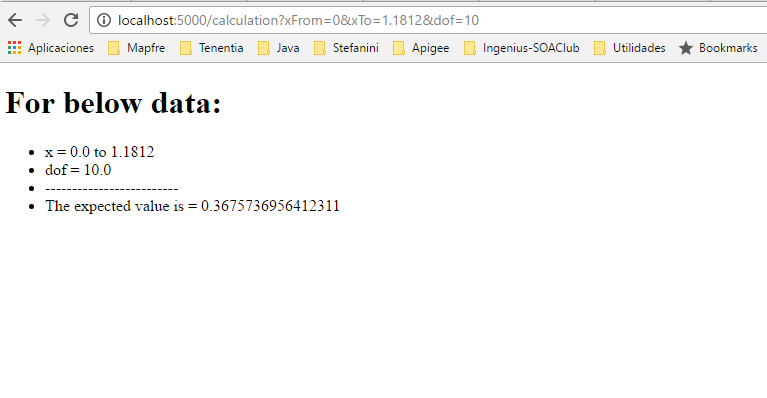 localhost:5000/calculation?xFrom=0&xTo=1.1812&dof=10
Aplicaciones Mapfre Tenentia Java Stefanini Apigee Ingenius-SOAClub Utilidades Bookmarks
For below data:
x = 0.0 to 1.1812
dof = 10.0
-------------------------
The expected value is = 0.3675736956412311